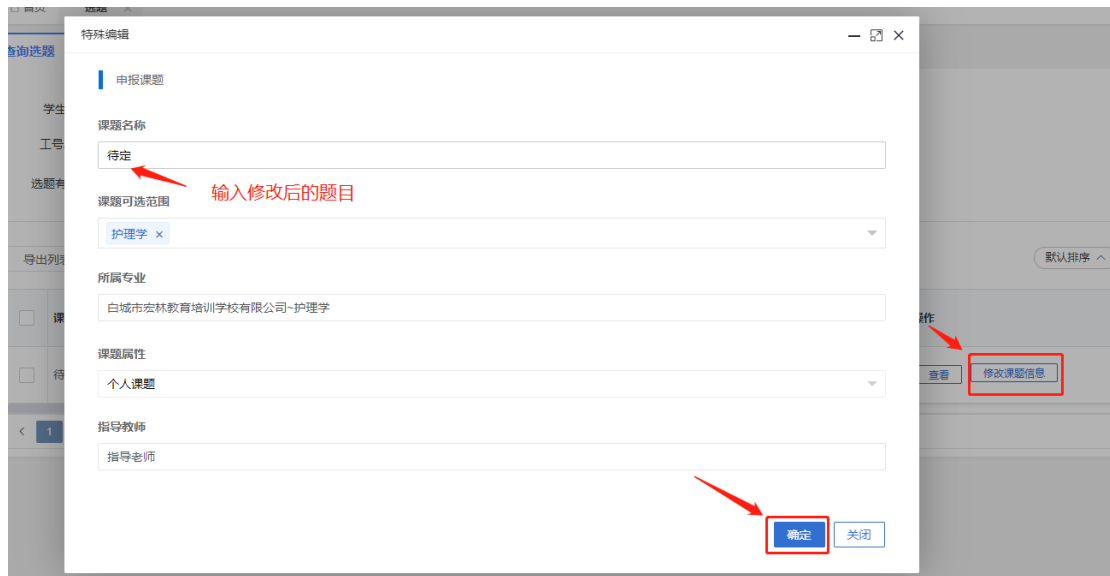 首页 选题
特殊编辑
查询选题
申报课题
学生
课题名称
工号
待定
选题有
输入修改后的题目
课题可选范围
护理学 ×
导出列表
默认排序
所属专业
白城市宏林教育培训学校有限公司~护理学
课
操作
课题属性
待
个人课题
查看
修改课题信息
指导教师
1
指导老师
确定
关闭